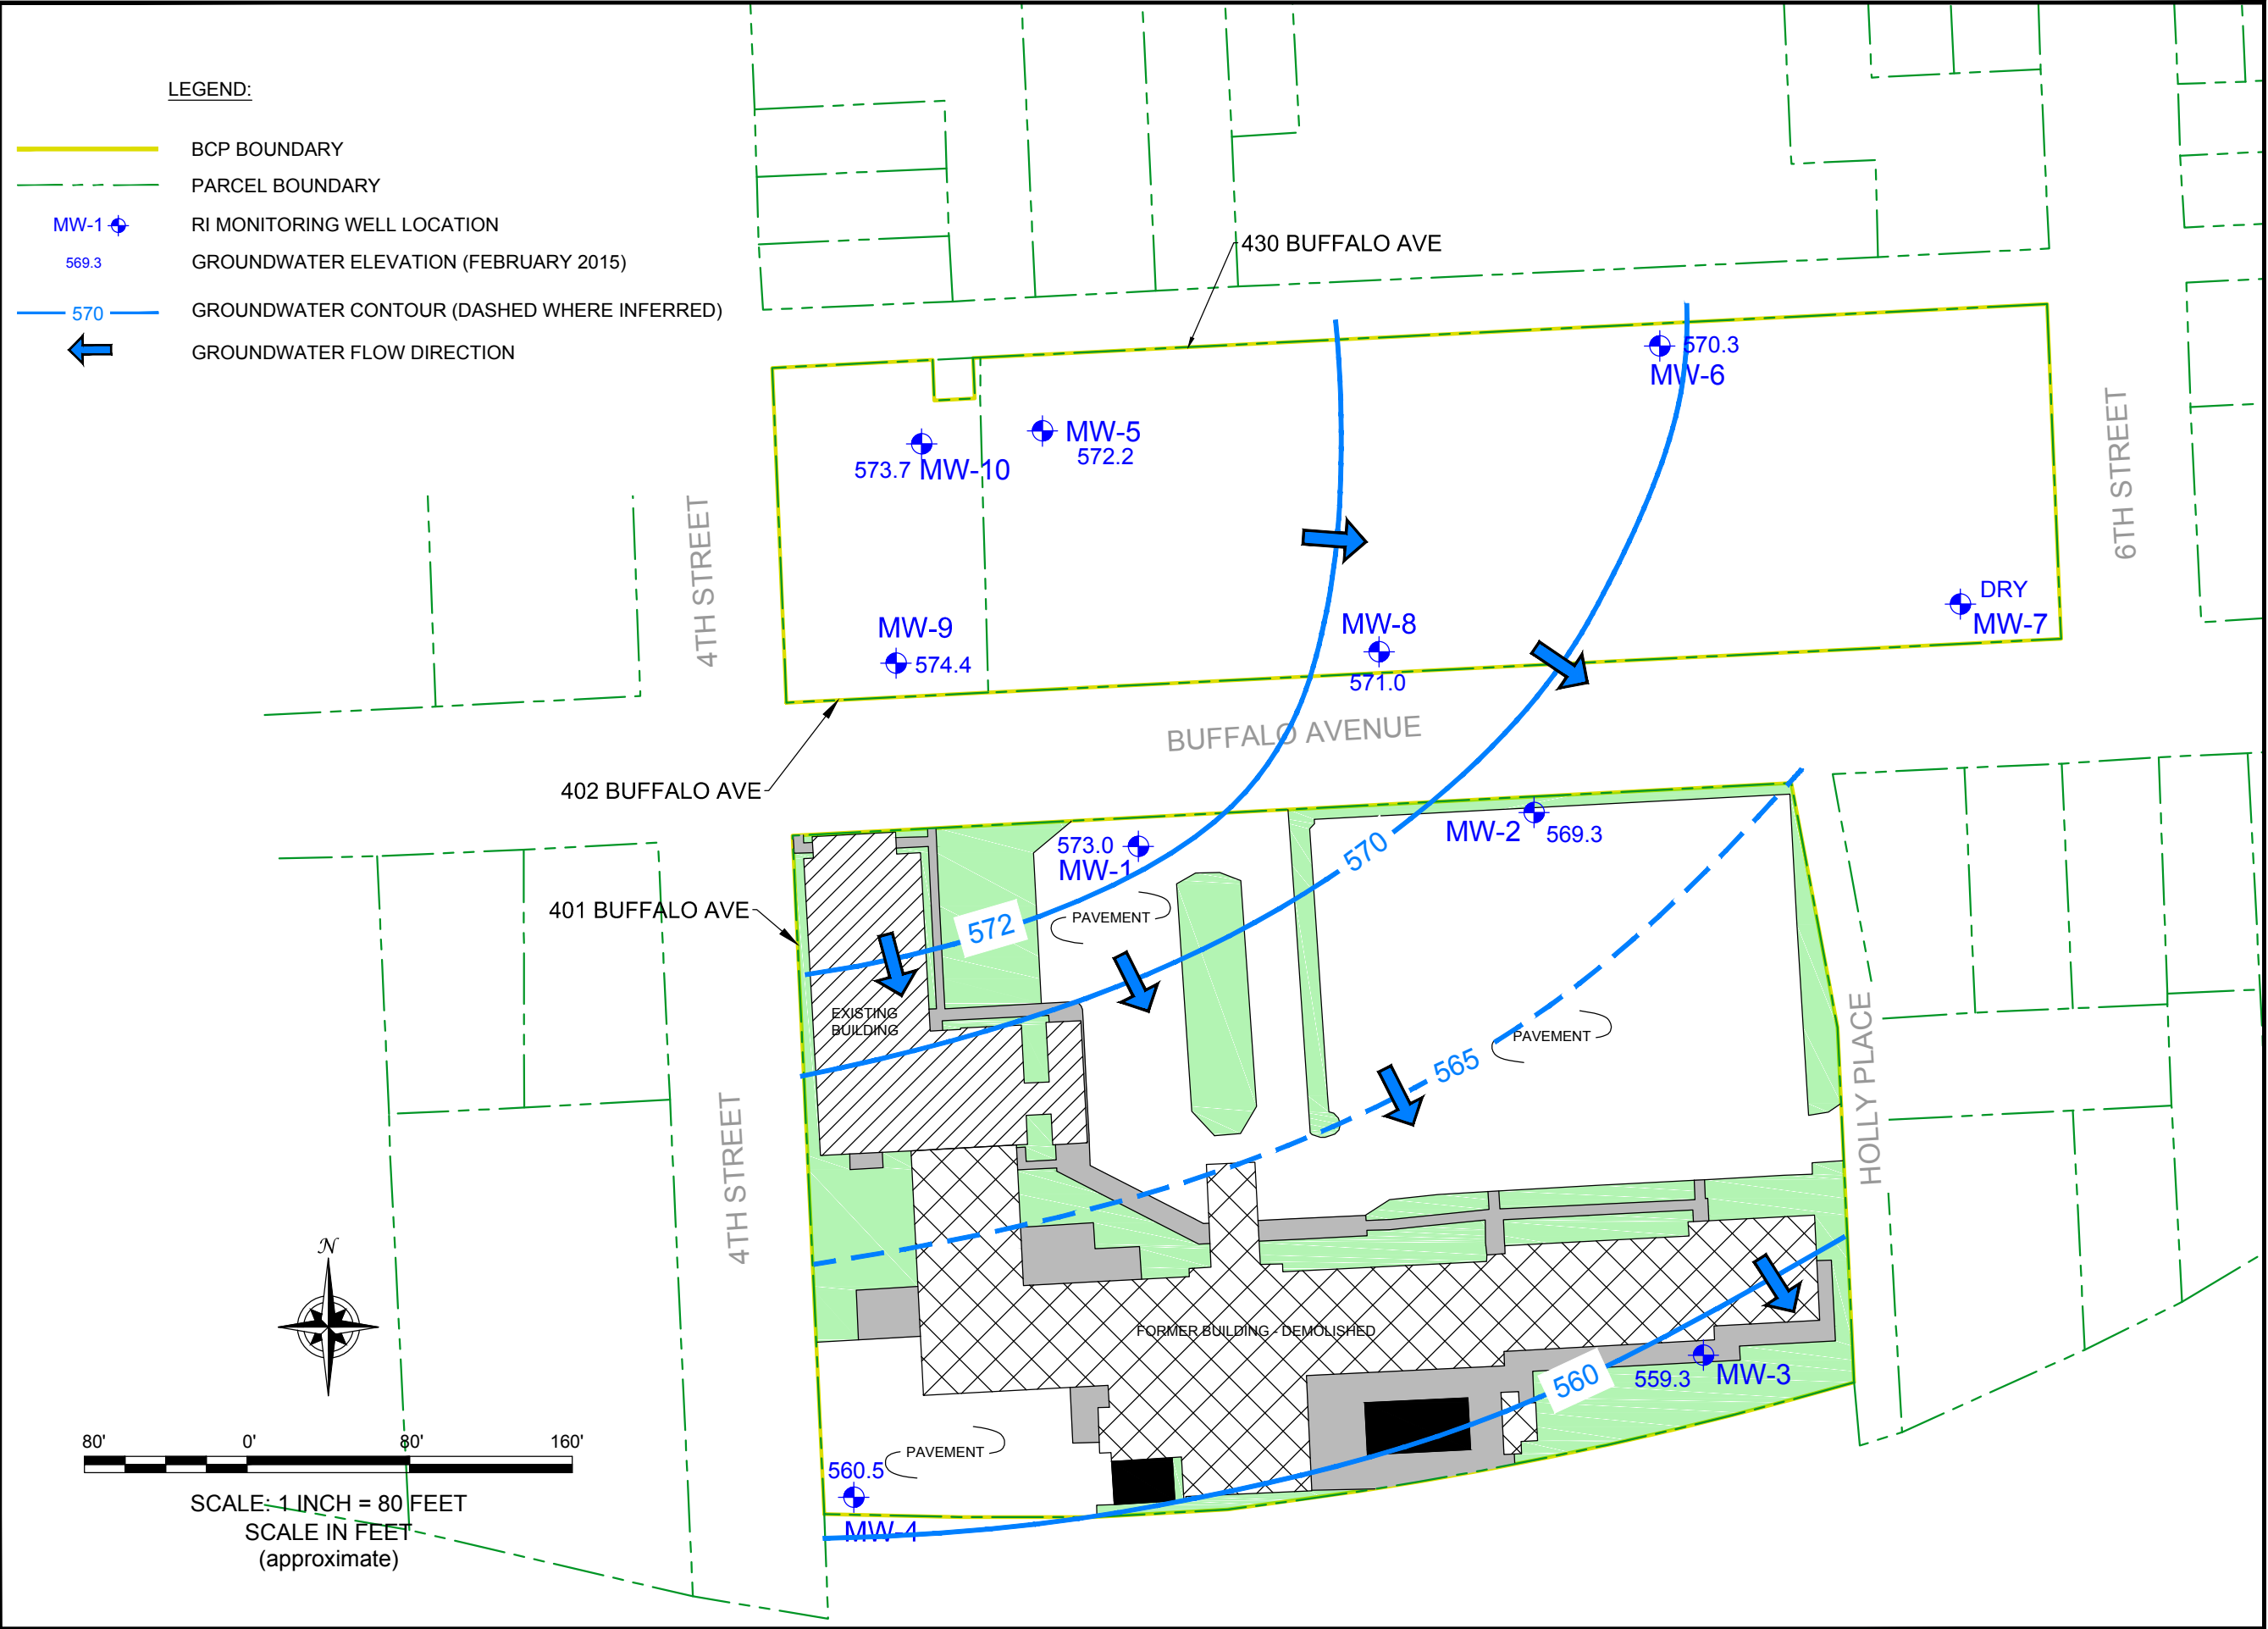 LEGEND:
BCP BOUNDARY
PARCEL BOUNDARY
MW-1 RI MONITORING WELL LOCATION
569.3 GROUNDWATER ELEVATION (FEBRUARY 2015)
570 GROUNDWATER CONTOUR (DASHED WHERE INFERRED)
GROUNDWATER FLOW DIRECTION
430 BUFFALO AVE
570.3
MW-6
MW-5
572.2
573.7 MW-10
4TH STREET
6TH STREET
DRY
MW-7
MW-9
574.4
MW-8
571.0
BUFFALO AVENUE
402 BUFFALO AVE
573.0
MW-1
MW-2 569.3
570
401 BUFFALO AVE
572
PAVEMENT
EXISTING
BUILDING
PAVEMENT
565
HOLLY PLACE
4TH STREET
N
FORMER BUILDING - DEMOLISHED
559.3 MW-3
560
PAVEMENT
560.5
MW-4
80' 0' 80' 160'
SCALE: 1 INCH = 80 FEET
SCALE IN FEET
(approximate)